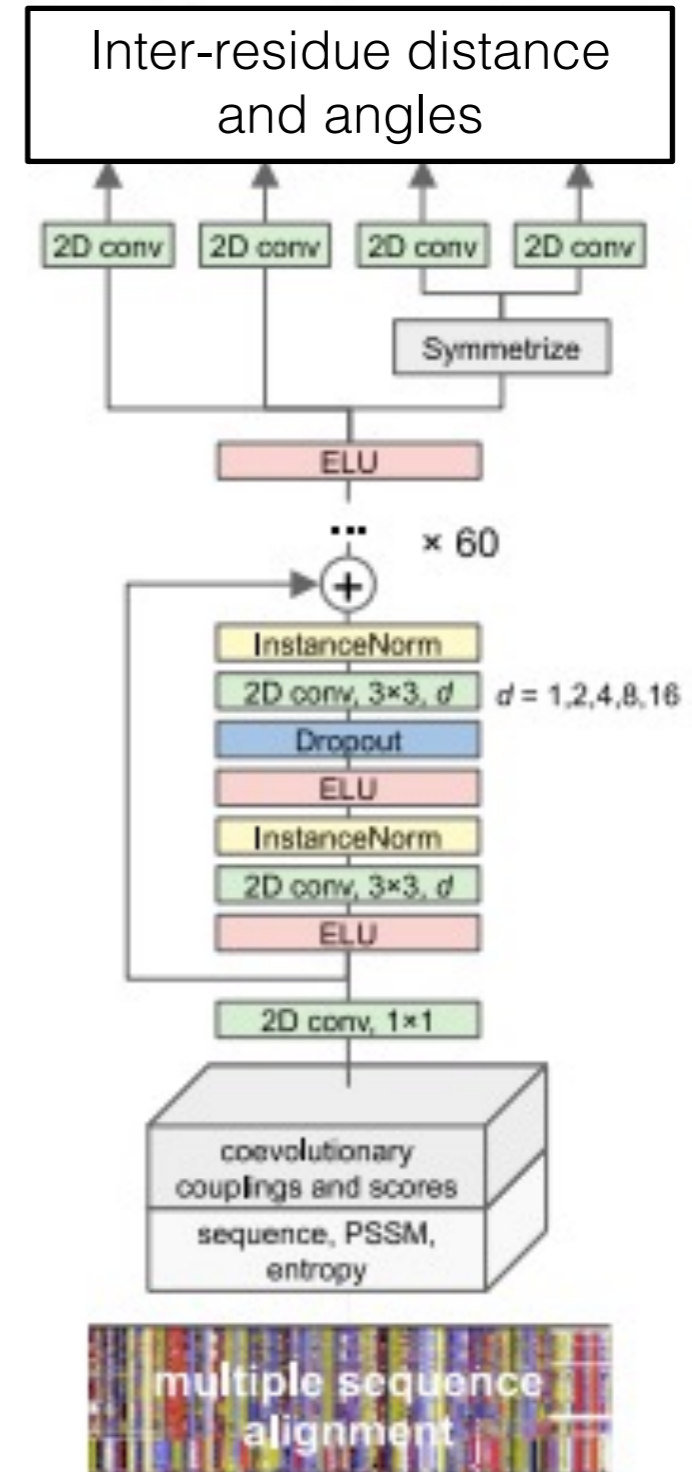 Inter-residue distance
and angles
2D conv 2D conv 2D conv 2D conv
Symmetrize
ELU
... × 60
+
InstanceNorm
2D conv, 3×3, d d = 1,2,4,8,16
Dropout
ELU
InstanceNorm
2D conv, 3×3, d
ELU
2D conv, 1×1
coevolutionary
couplings and scores
sequence, PSSM,
entropy
multiple sequence
alignment